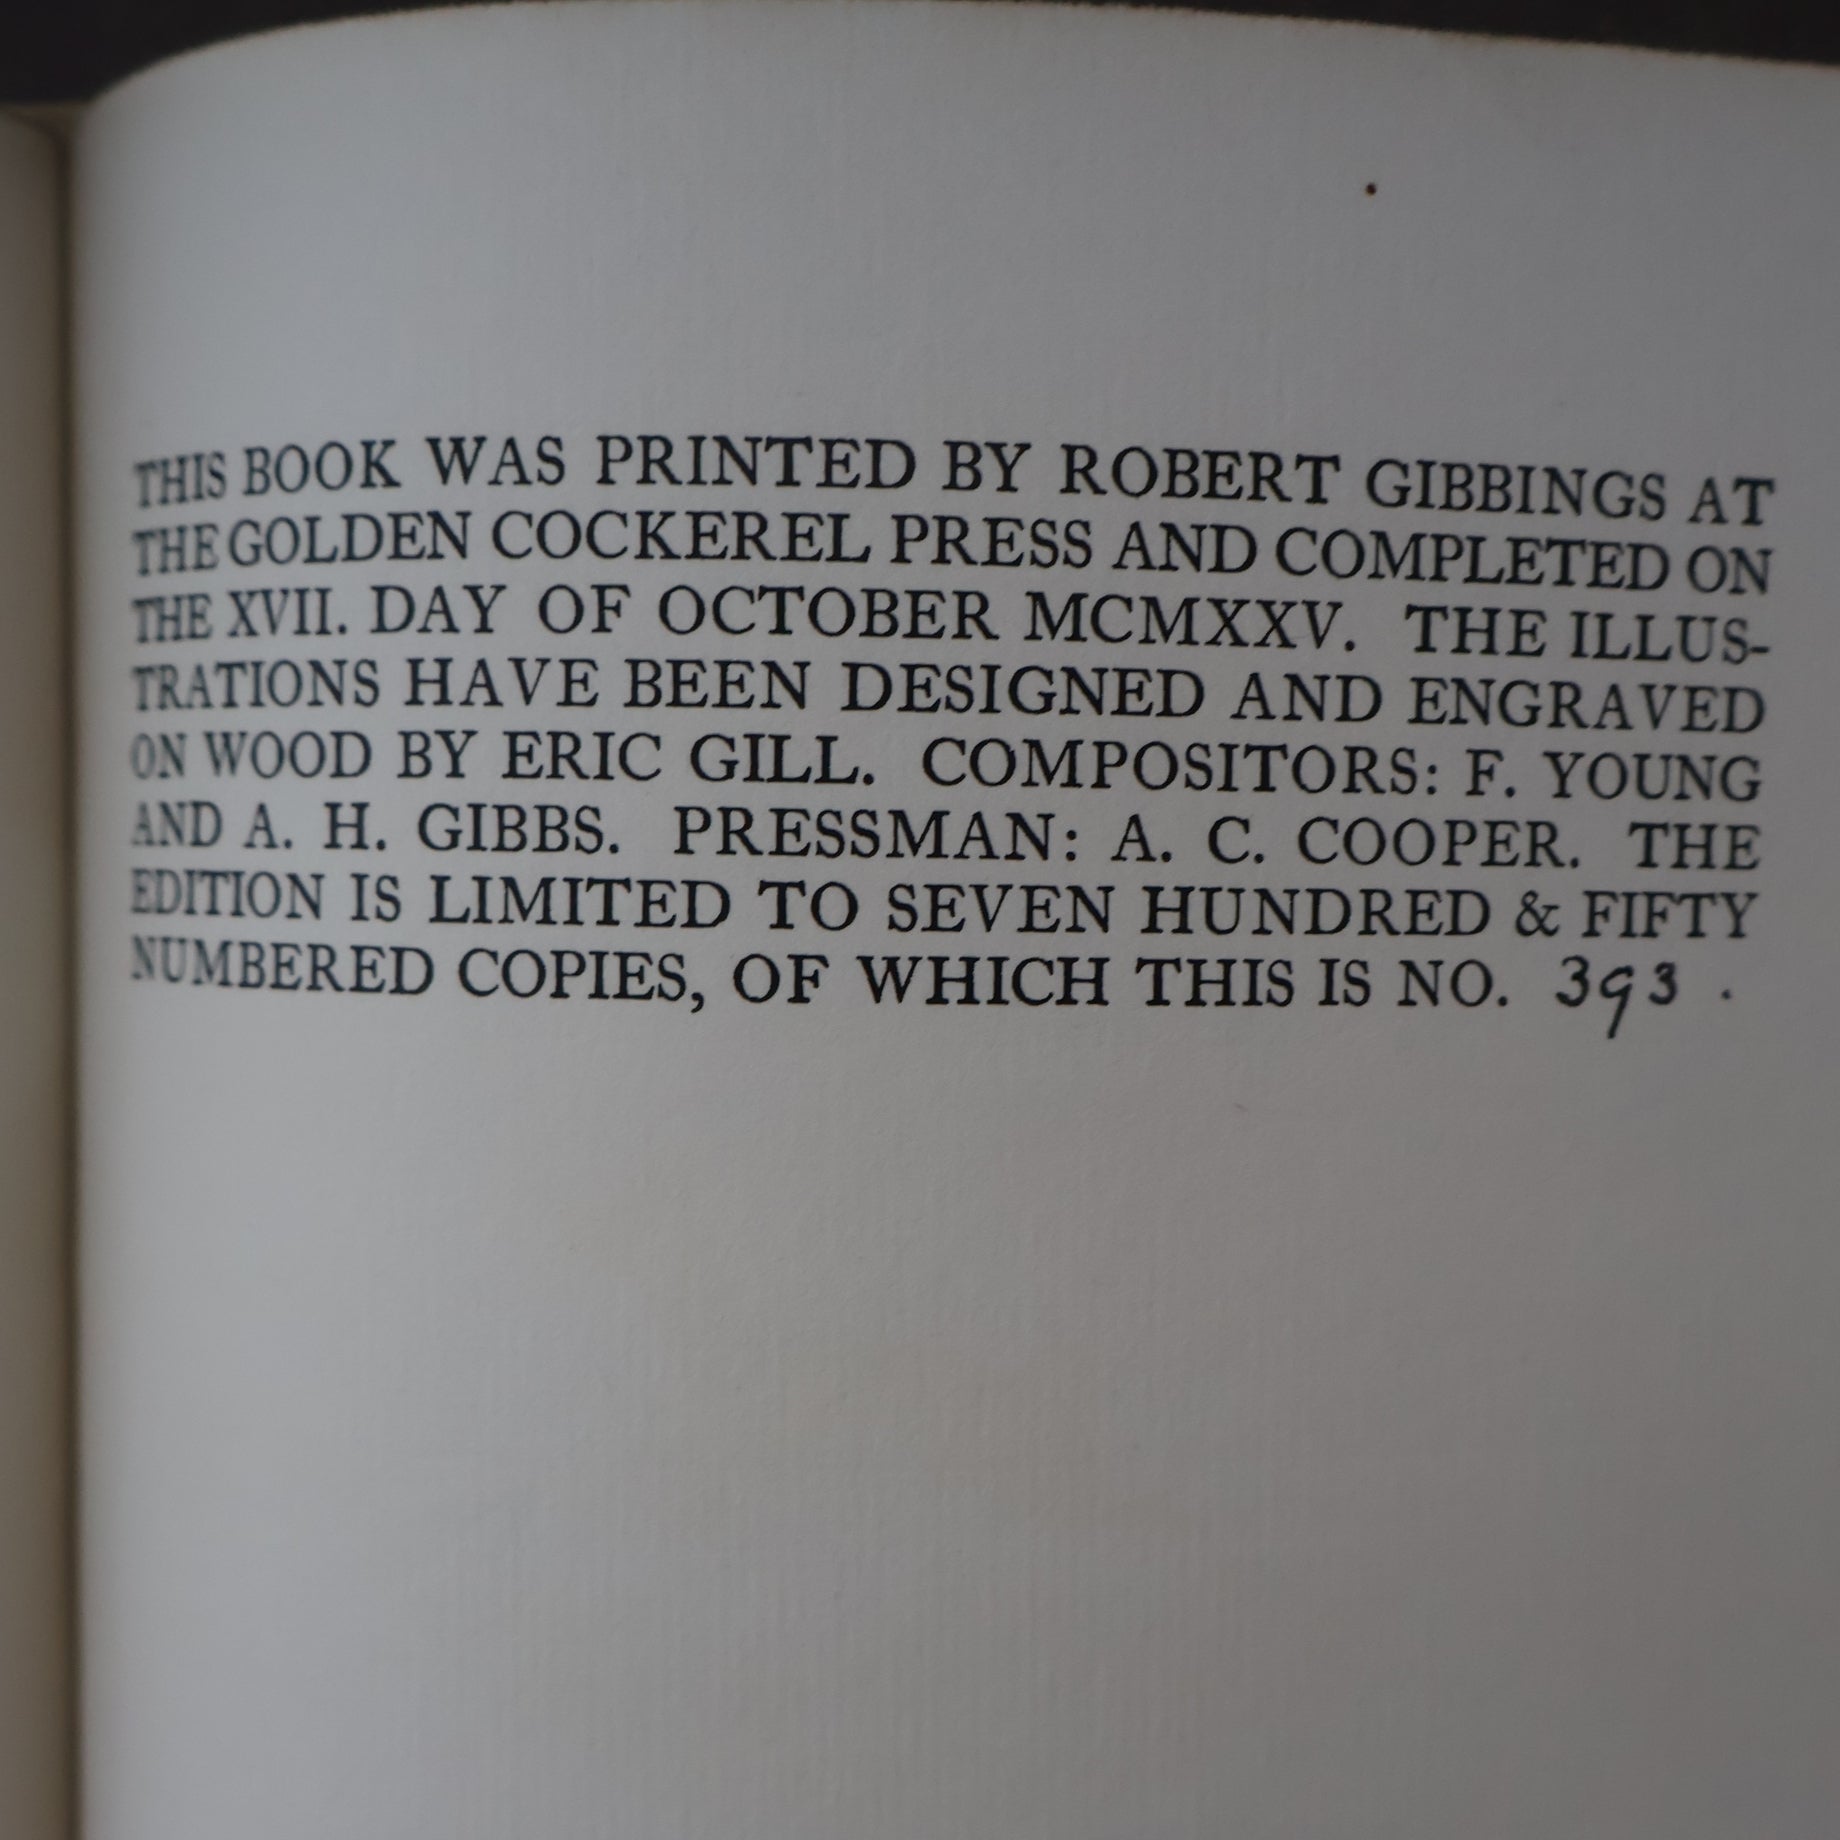 THIS BOOK WAS PRINTED BY ROBERT GIBBINGS AT
THE GOLDEN COCKEREL PRESS AND COMPLETED ON
THE XVII. DAY OF OCTOBER MCMXXV. THE ILLUS-
TRATIONS HAVE BEEN DESIGNED AND ENGRAVED
ON WOOD BY ERIC GILL. COMPOSITORS: F. YOUNG
AND A. H. GIBBS. PRESSMAN: A. C. COOPER. THE
EDITION IS LIMITED TO SEVEN HUNDRED & FIFTY
NUMBERED COPIES, OF WHICH THIS IS NO. 393 .